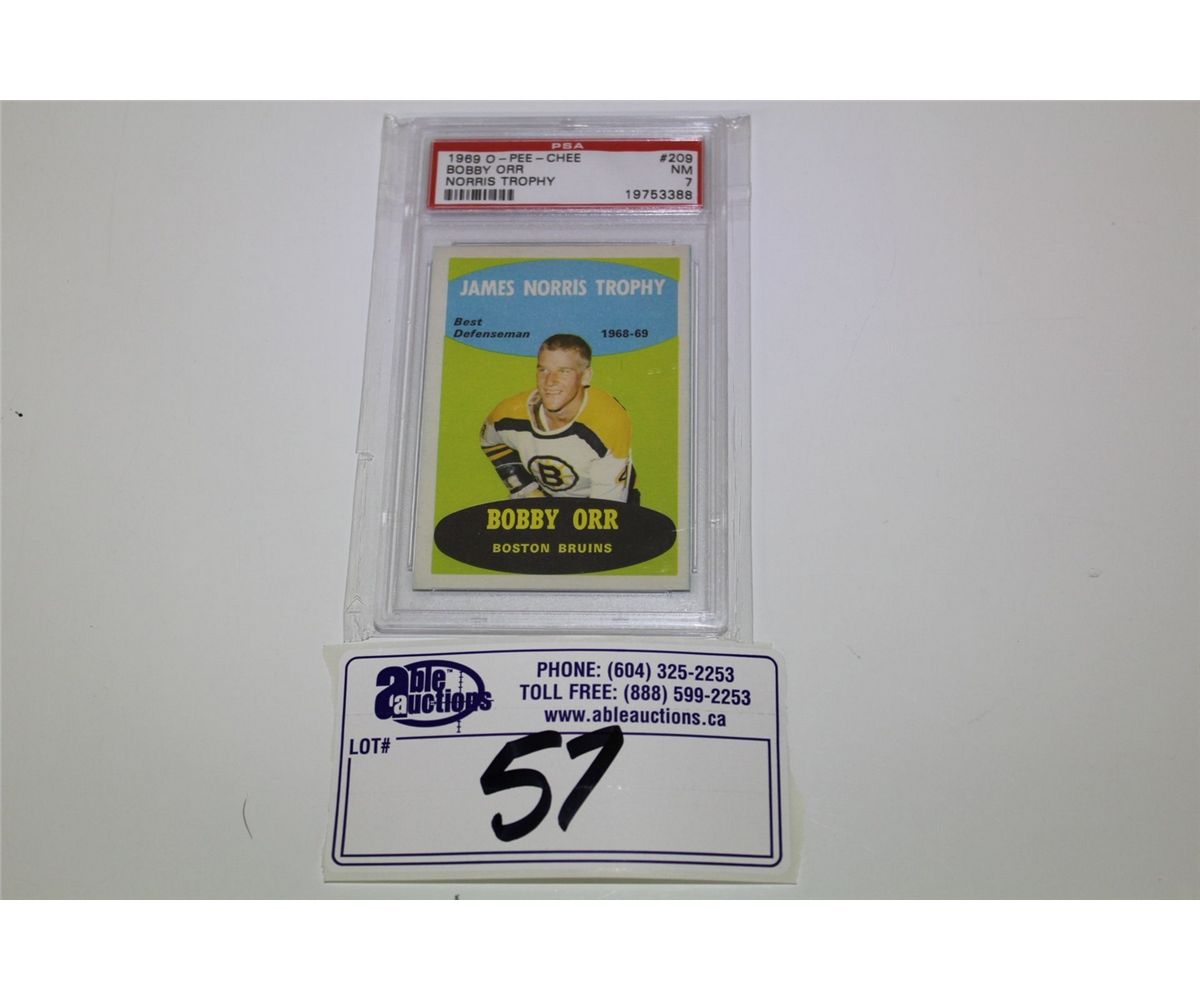 PSA
1969 O-PEE-CHEE #209
BOBBY ORR NM
NORRIS TROPHY 7
19753388
JAMES NORRIS TROPHY
Best
Defenseman 1968-69
B
4
BOBBY ORR
BOSTON BRUINS
able auctions™
PHONE: (604) 325-2253
TOLL FREE: (888) 599-2253
www.ableauctions.ca
LOT#
57